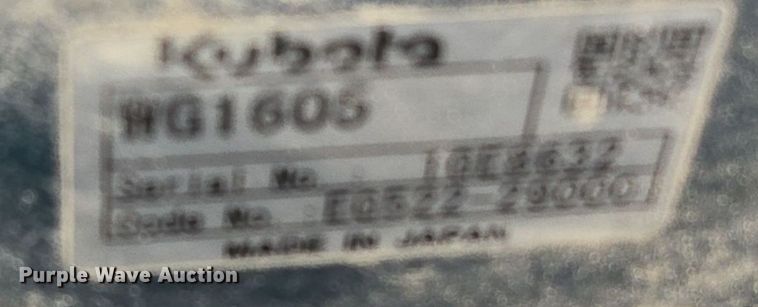 Kubota
WG1605
Serial No. : 1GE8632
Code No. : EG522-29000
MADE IN JAPAN
Purple Wave Auction